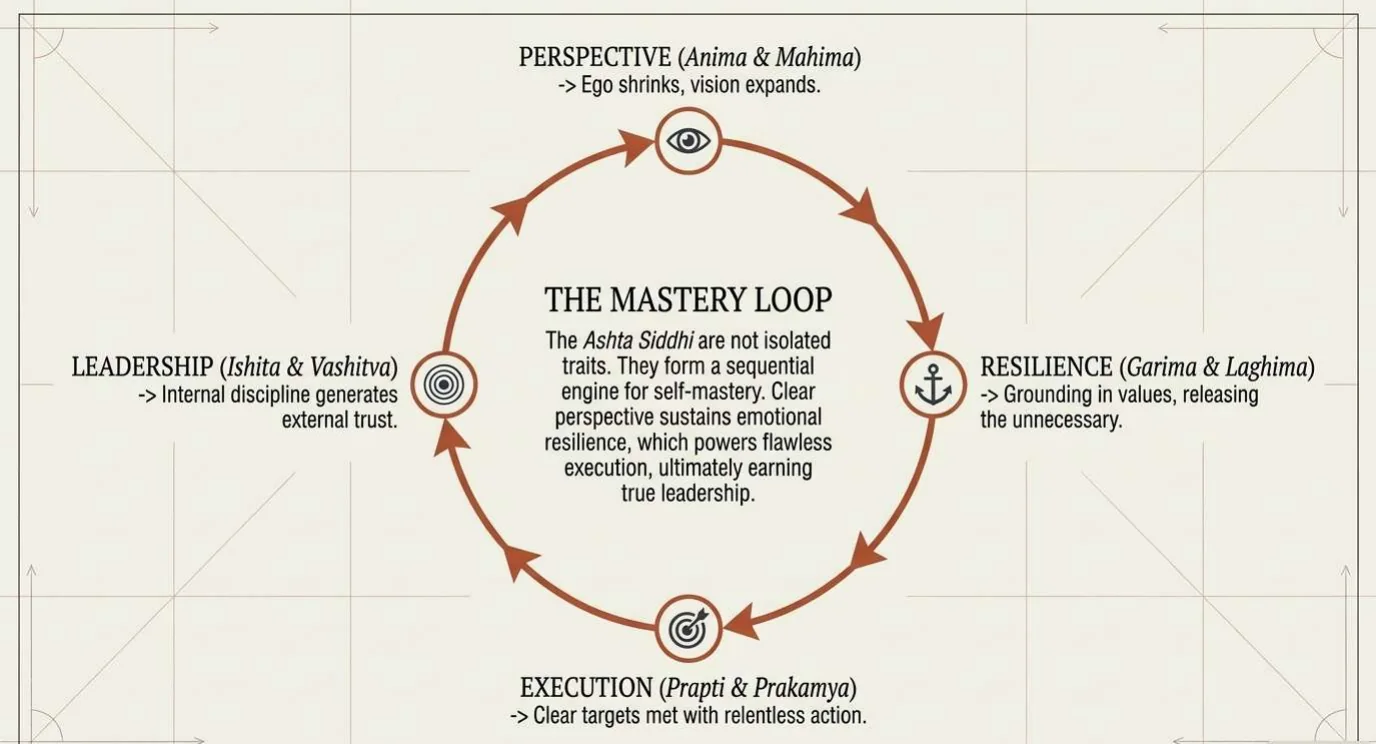 PERSPECTIVE (Anima & Mahima)
-> Ego shrinks, vision expands.
THE MASTERY LOOP
The Ashta Siddhi are not isolated
traits. They form a sequential
engine for self-mastery. Clear
perspective sustains emotional
resilience, which powers flawless
execution, ultimately earning
true leadership.
LEADERSHIP (Ishita & Vashitva)
-> Internal discipline generates
external trust.
RESILIENCE (Garima & Laghima)
-> Grounding in values, releasing
the unnecessary.
EXECUTION (Prapti & Prakamya)
-> Clear targets met with relentless action.